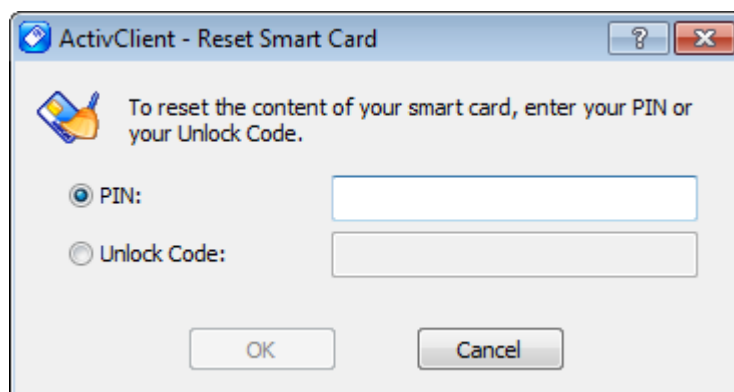 ActivClient - Reset Smart Card
To reset the content of your smart card, enter your PIN or
your Unlock Code.
PIN:
Unlock Code:
OK
Cancel